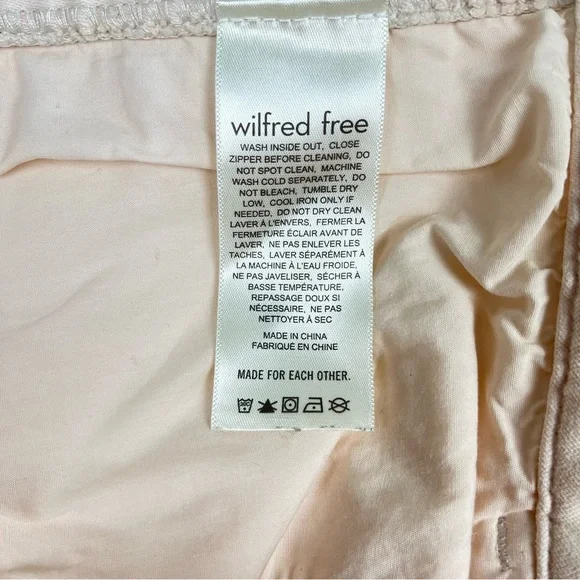 wilfred free
WASH INSIDE OUT, CLOSE
ZIPPER BEFORE CLEANING, DO
NOT SPOT CLEAN, MACHINE
WASH COLD SEPARATELY, DO
NOT BLEACH, TUMBLE DRY
LOW, COOL IRON ONLY IF
NEEDED, DO NOT DRY CLEAN
LAVER À L'ENVERS, FERMER LA
FERMETURE ÉCLAIR AVANT DE
LAVER, NE PAS ENLEVER LES
TACHES, LAVER SÉPARÉMENT À
LA MACHINE À L'EAU FROIDE,
NE PAS JAVELISER, SÉCHER À
BASSE TEMPÉRATURE,
REPASSAGE DOUX SI
NÉCESSAIRE, NE PAS
NETTOYER À SEC
MADE IN CHINA
FABRIQUÉ EN CHINE
MADE FOR EACH OTHER.